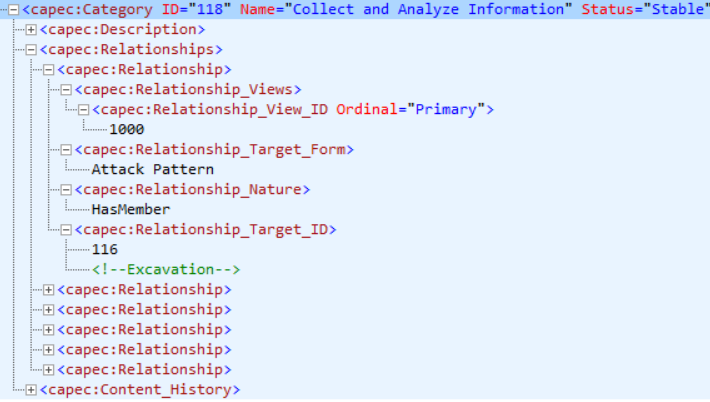 <capec:Category ID="118" Name="Collect and Analyze Information" Status="Stable"
<capec:Description>
<capec:Relationships>
<capec:Relationship>
<capec:Relationship_Views>
<capec:Relationship_View_ID Ordinal="Primary">
1000
<capec:Relationship_Target_Form>
Attack Pattern
<capec:Relationship_Nature>
HasMember
<capec:Relationship_Target_ID>
116
<!--Excavation-->
<capec:Relationship>
<capec:Relationship>
<capec:Relationship>
<capec:Relationship>
<capec:Relationship>
<capec:Content_History>